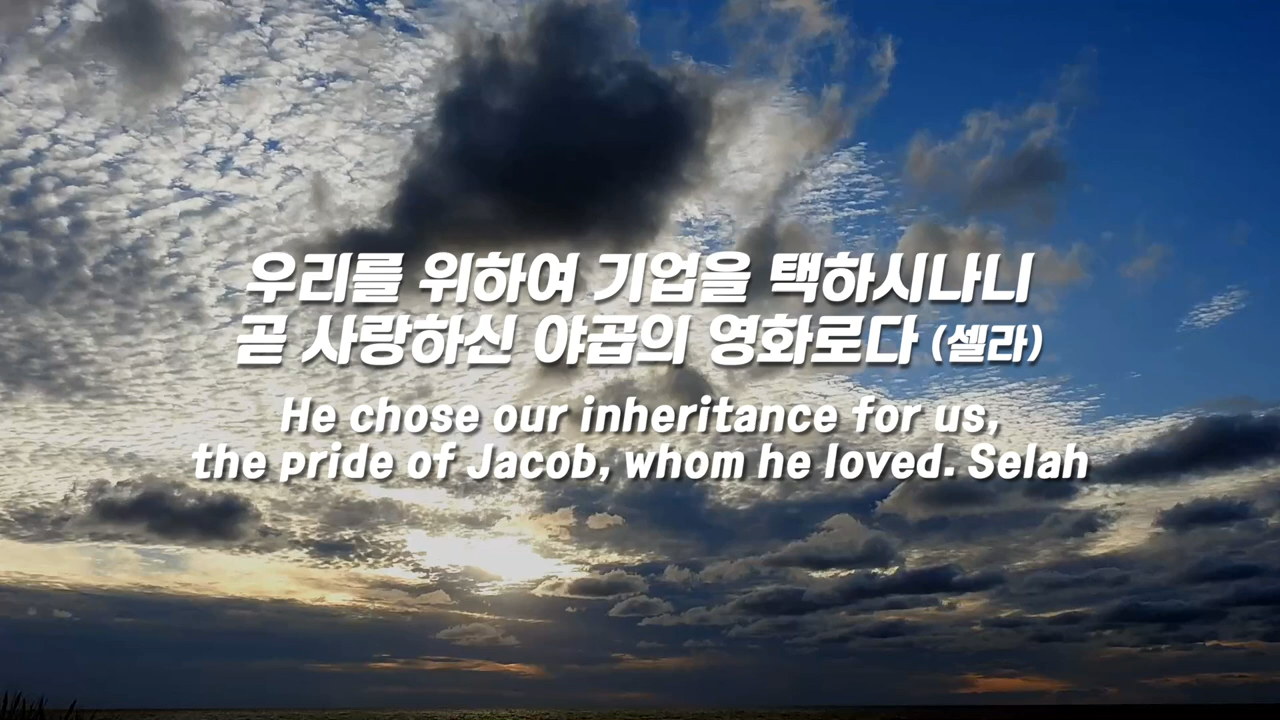 우리를 위하여 기업을 택하시나니
곧 사랑하신 야곱의 영화로다 (셀라)
He chose our inheritance for us,
the pride of Jacob, whom he loved. Selah